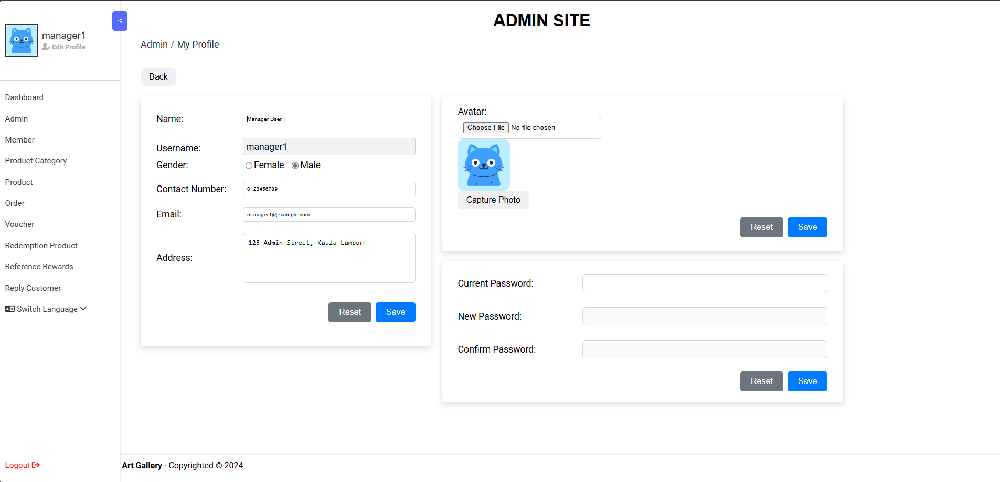 <
manager1
Edit Profile
Dashboard
Admin
Member
Product Category
Product
Order
Voucher
Redemption Product
Reference Rewards
Reply Customer
Switch Language
Logout
ADMIN SITE
Admin / My Profile
Back
Name: Manager User 1
Username: manager1
Gender: Female Male
Contact Number: 0123456789
Email: manager1@example.com
Address: 123 Admin Street, Kuala Lumpur
Reset Save
Avatar:
Choose File No file chosen
Capture Photo
Reset Save
Current Password:
New Password:
Confirm Password:
Reset Save
Art Gallery · Copyrighted © 2024